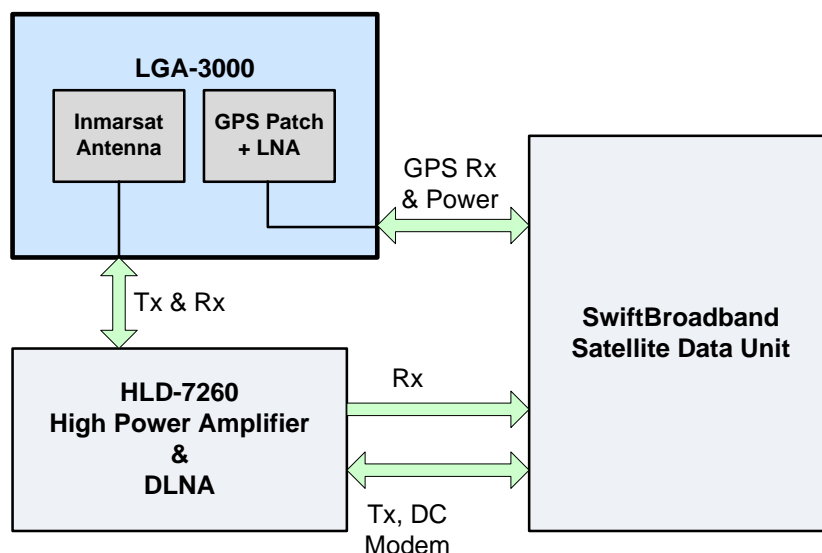 LGA-3000
Inmarsat
Antenna
GPS Patch
+ LNA
GPS Rx
& Power
Tx & Rx
SwiftBroadband
Satellite Data Unit
HLD-7260
High Power Amplifier
&
DLNA
Rx
Tx, DC
Modem